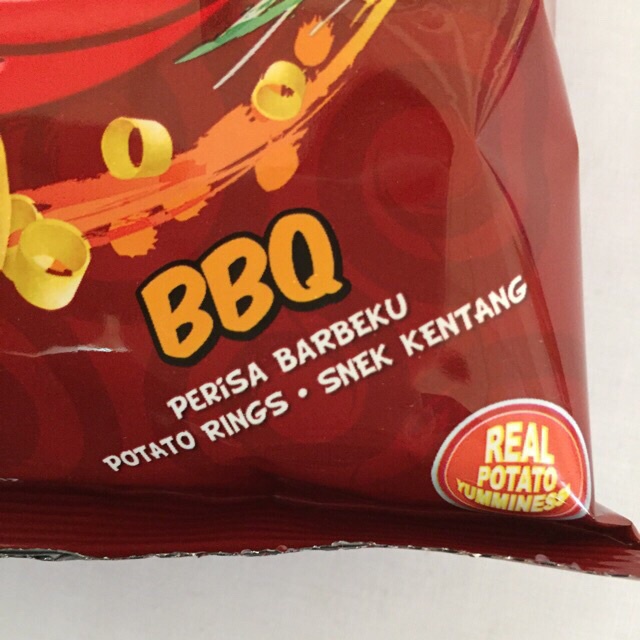 BBQ
PERiSA BARBEKU
POTATO RINGS • SNEK KENTANG
REAL
POTATO
YUMMINESS